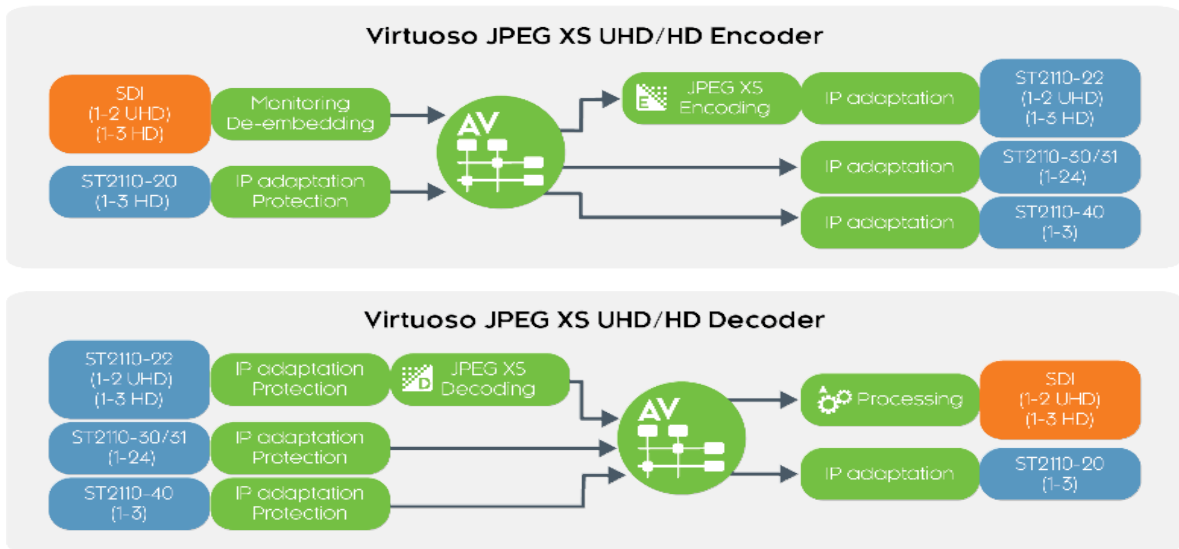 Virtuoso JPEG XS UHD/HD Encoder
SDI
(1-2 UHD)
(1-3 HD)
Monitoring
De-embedding
ST2110-20
(1-3 HD)
IP adaptation
Protection
AV
E
JPEG XS
Encoding
IP adaptation
ST2110-22
(1-2 UHD)
(1-3 HD)
IP adaptation
ST2110-30/31
(1-24)
IP adaptation
ST2110-40
(1-3)
Virtuoso JPEG XS UHD/HD Decoder
ST2110-22
(1-2 UHD)
(1-3 HD)
IP adaptation
Protection
D
JPEG XS
Decoding
ST2110-30/31
(1-24)
IP adaptation
Protection
ST2110-40
(1-3)
IP adaptation
Protection
AV
Processing
SDI
(1-2 UHD)
(1-3 HD)
IP adaptation
ST2110-20
(1-3)